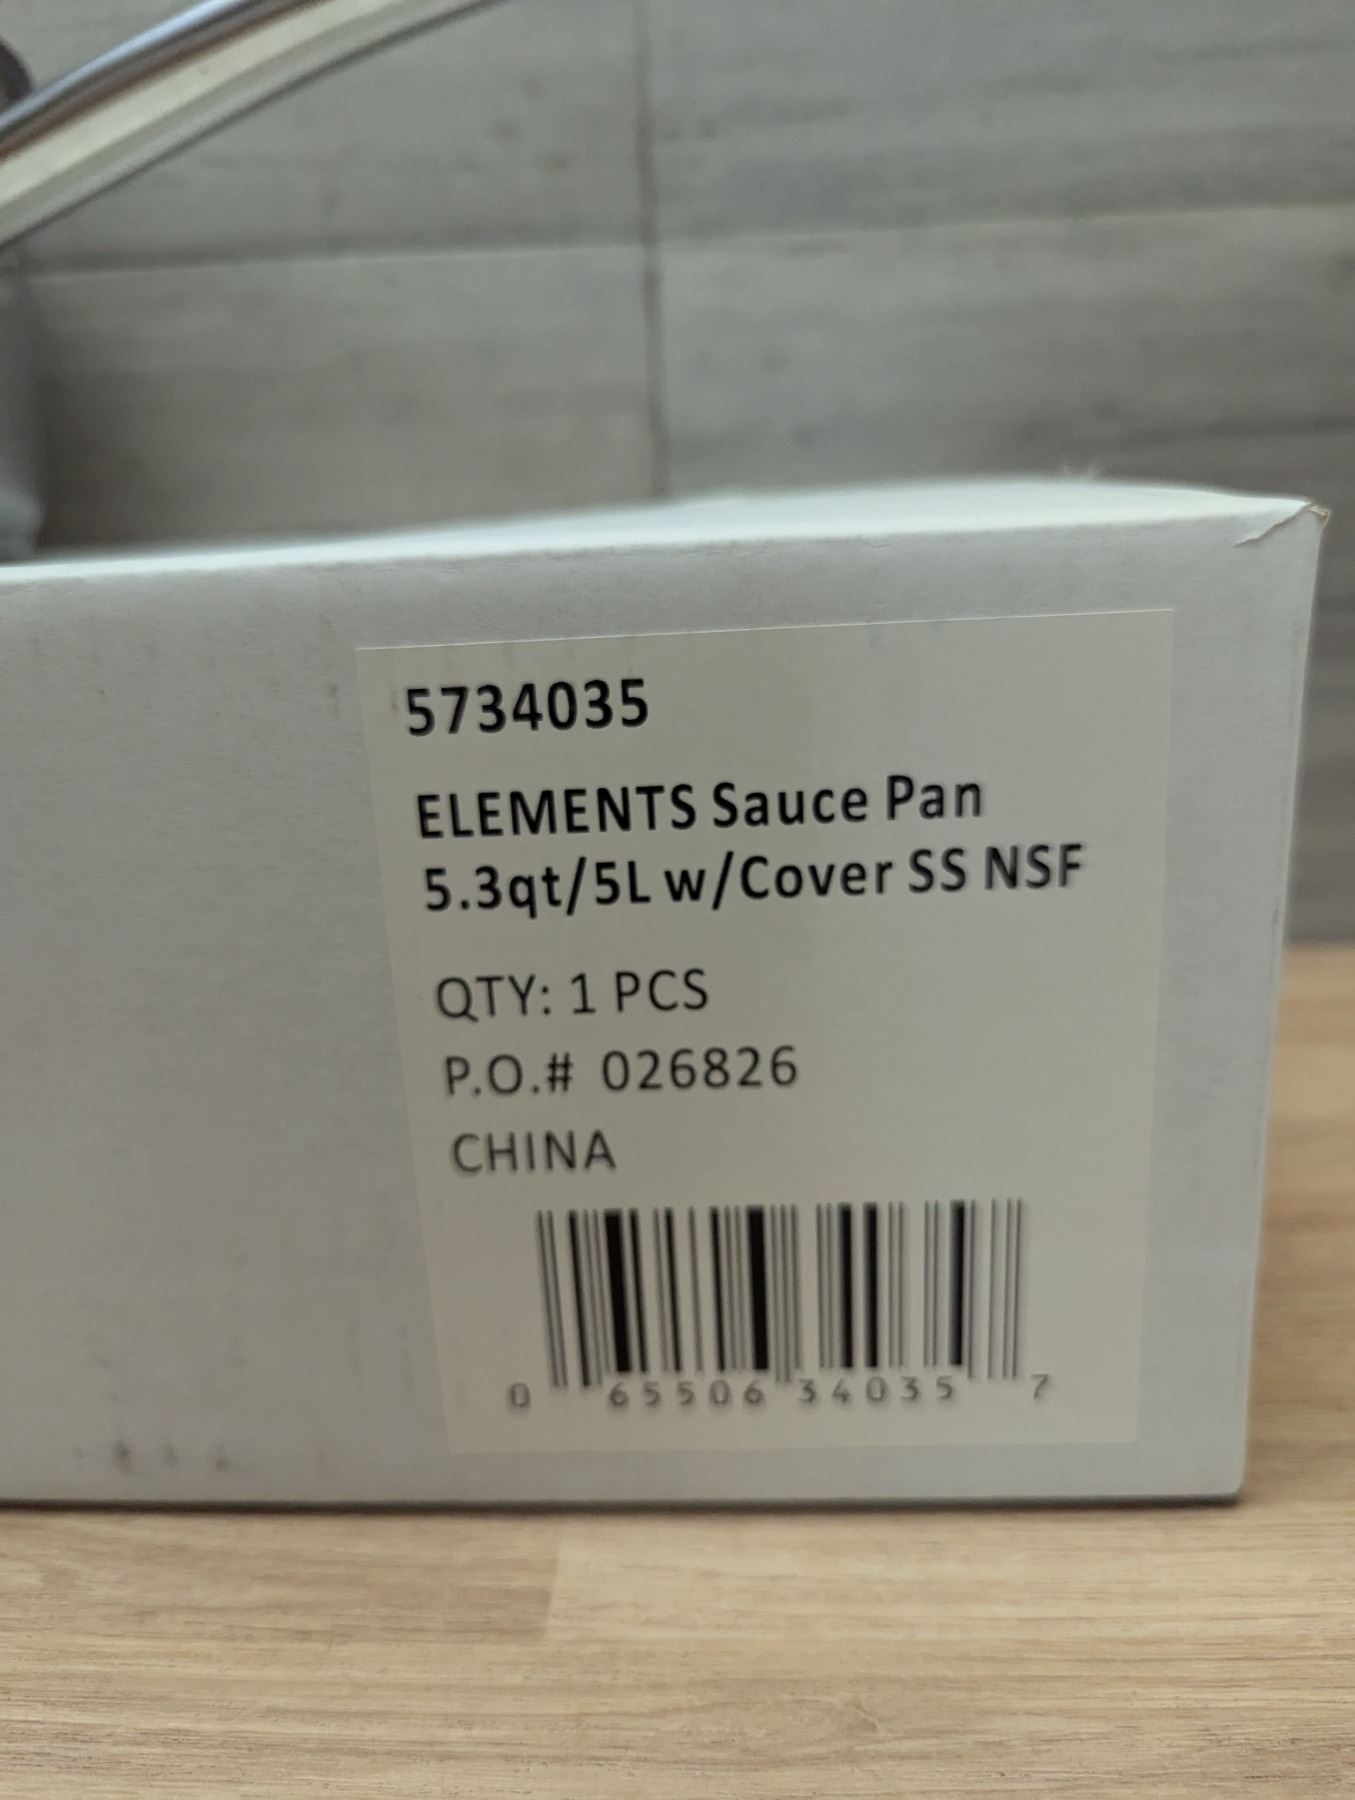 5734035
ELEMENTS Sauce Pan
5.3qt/5L w/Cover SS NSF
QTY: 1 PCS
P.O.# 026826
CHINA
0 65506 34035 7